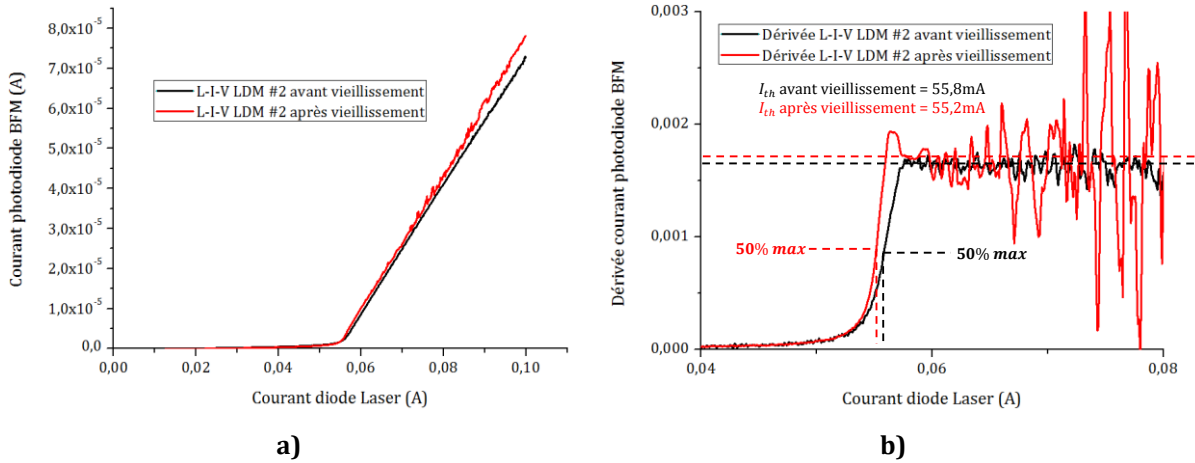 Courant photodiode BFM (A)
8,0x10⁻⁵
7,0x10⁻⁵
6,0x10⁻⁵
5,0x10⁻⁵
4,0x10⁻⁵
3,0x10⁻⁵
2,0x10⁻⁵
1,0x10⁻⁵
0,0
L-I-V LDM #2 avant vieillissement
L-I-V LDM #2 après vieillissement
0,00 0,02 0,04 0,06 0,08 0,10
Courant diode Laser (A)
a)
Dérivée courant photodiode BFM
0,003
0,002
0,001
0,000
Dérivée L-I-V LDM #2 avant vieillissement
Dérivée L-I-V LDM #2 après vieillissement
I_th avant vieillissement = 55,8mA
I_th après vieillissement = 55,2mA
50% max
50% max
0,04 0,06 0,08
Courant diode Laser (A)
b)